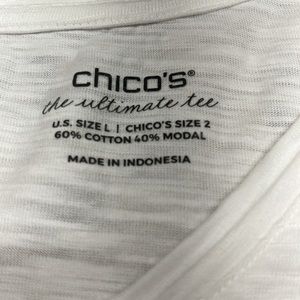 chico's®
the ultimate tee
U.S. SIZE L | CHICO'S SIZE 2
60% COTTON 40% MODAL
MADE IN INDONESIA